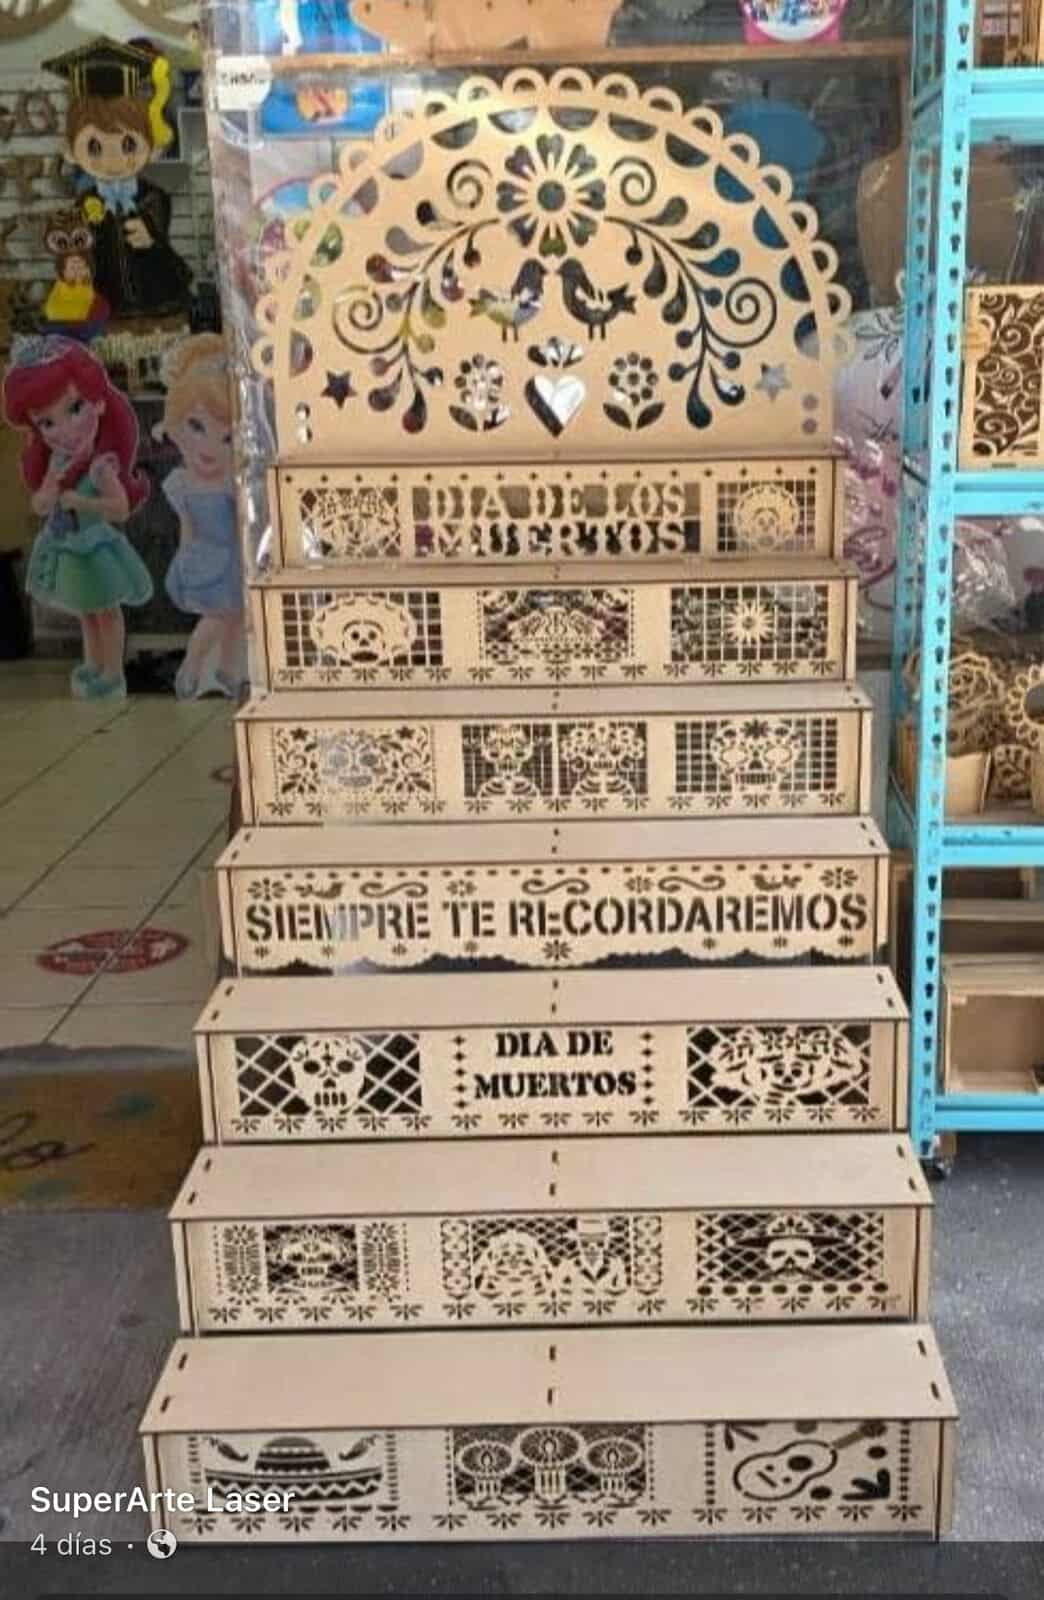 DIA DE LOS
MUERTOS
SIEMPRE TE RECORDAREMOS
DIA DE
MUERTOS
SuperArte Laser
4 días ·